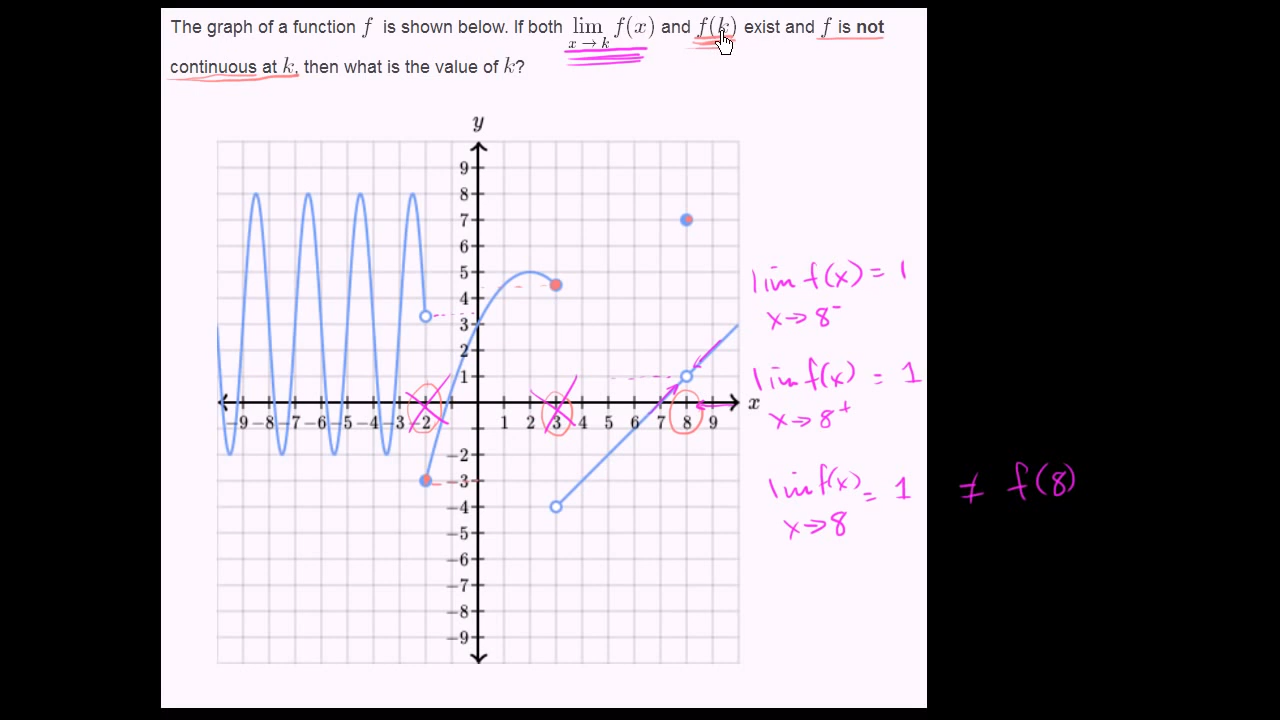 The graph of a function f is shown below. If both lim x → k f(x) and f(k) exist and f is not
continuous at k, then what is the value of k?
y
9
8
7
6
5
4
3
2
1
-9 -8 -7 -6 -5 -4 -3 -2 1 2 3 4 5 6 7 8 9 x
-2
-3
-4
-5
-6
-7
-8
-9
lim f(x) = 1
x→8⁻
lim f(x) = 1
x→8⁺
lim f(x) = 1 ≠ f(8)
x→8